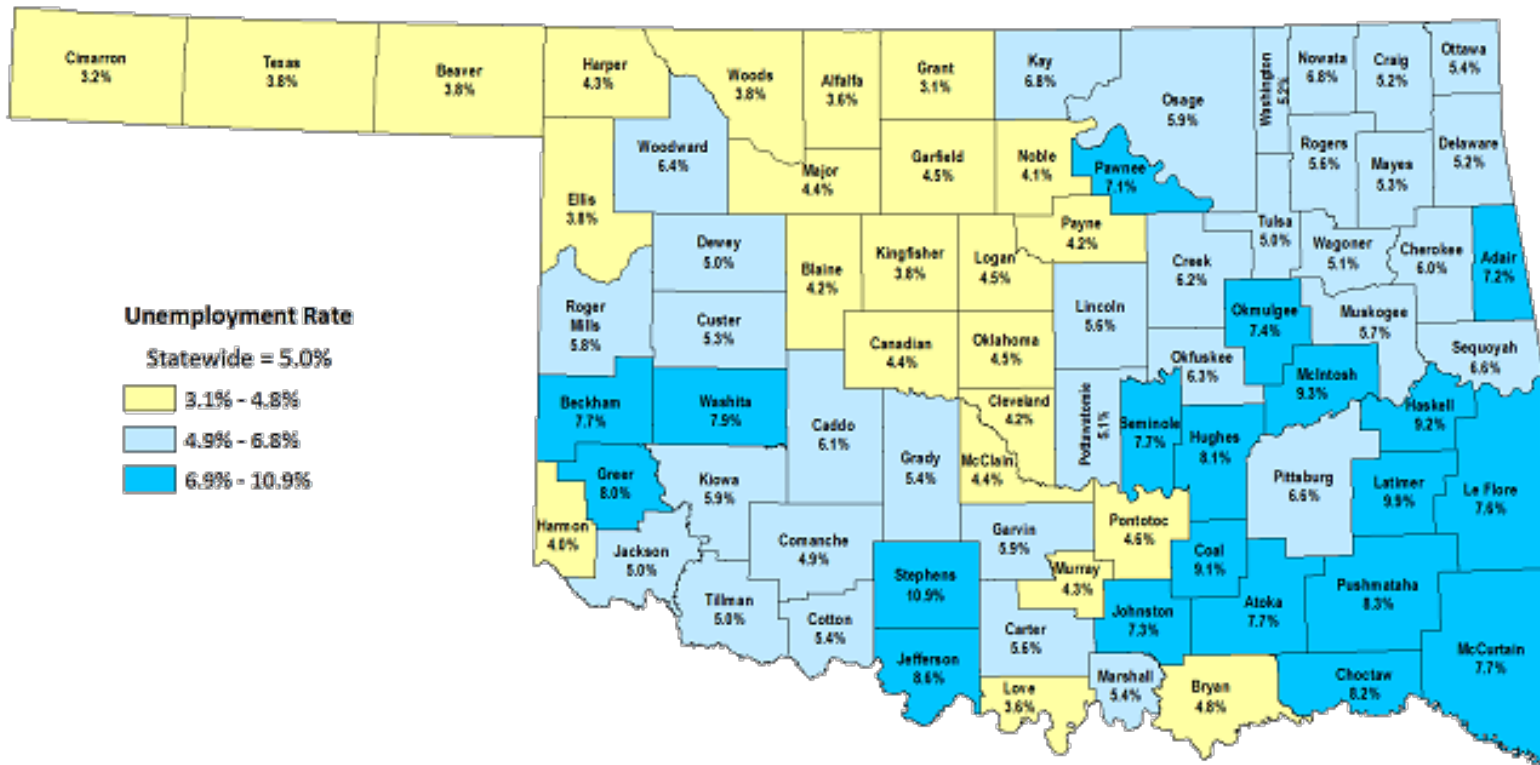 Cimarron
3.2%
Texas
3.8%
Beaver
3.8%
Harper
4.3%
Woods
3.8%
Alfalfa
3.6%
Grant
3.1%
Kay
6.8%
Osage
5.9%
Washington
5.2%
Nowata
6.8%
Craig
5.2%
Ottawa
5.4%
Woodward
6.4%
Major
4.4%
Garfield
4.5%
Noble
4.1%
Pawnee
7.1%
Rogers
5.6%
Mayes
5.3%
Delaware
5.2%
Ellis
3.8%
Dewey
5.0%
Blaine
4.2%
Kingfisher
3.8%
Logan
4.5%
Payne
4.2%
Creek
6.2%
Tulsa
5.0%
Wagoner
5.1%
Cherokee
6.0%
Adair
7.2%
Roger
Mills
5.8%
Custer
5.3%
Canadian
4.4%
Oklahoma
4.5%
Lincoln
5.6%
Okmulgee
7.4%
Muskogee
5.7%
Sequoyah
6.6%
Okfuskee
6.3%
McIntosh
9.3%
Unemployment Rate
Statewide = 5.0%
3.1% - 4.8%
4.9% - 6.8%
6.9% - 10.9%
Beckham
7.7%
Washita
7.9%
Caddo
6.1%
Grady
5.4%
Cleveland
4.2%
McClain
4.4%
Pottawatomie
5.1%
Seminole
7.7%
Hughes
8.1%
Haskell
9.2%
Greer
8.0%
Kiowa
5.9%
Pittsburg
6.6%
Latimer
9.9%
Le Flore
7.6%
Harmon
4.0%
Jackson
5.0%
Comanche
4.9%
Garvin
5.9%
Pontotoc
4.6%
Coal
9.1%
Stephens
10.9%
Murray
4.3%
Pushmataha
8.3%
Tillman
5.0%
Cotton
5.4%
Carter
5.6%
Johnston
7.3%
Atoka
7.7%
McCurtain
7.7%
Jefferson
8.6%
Love
3.6%
Marshall
5.4%
Bryan
4.8%
Choctaw
8.2%